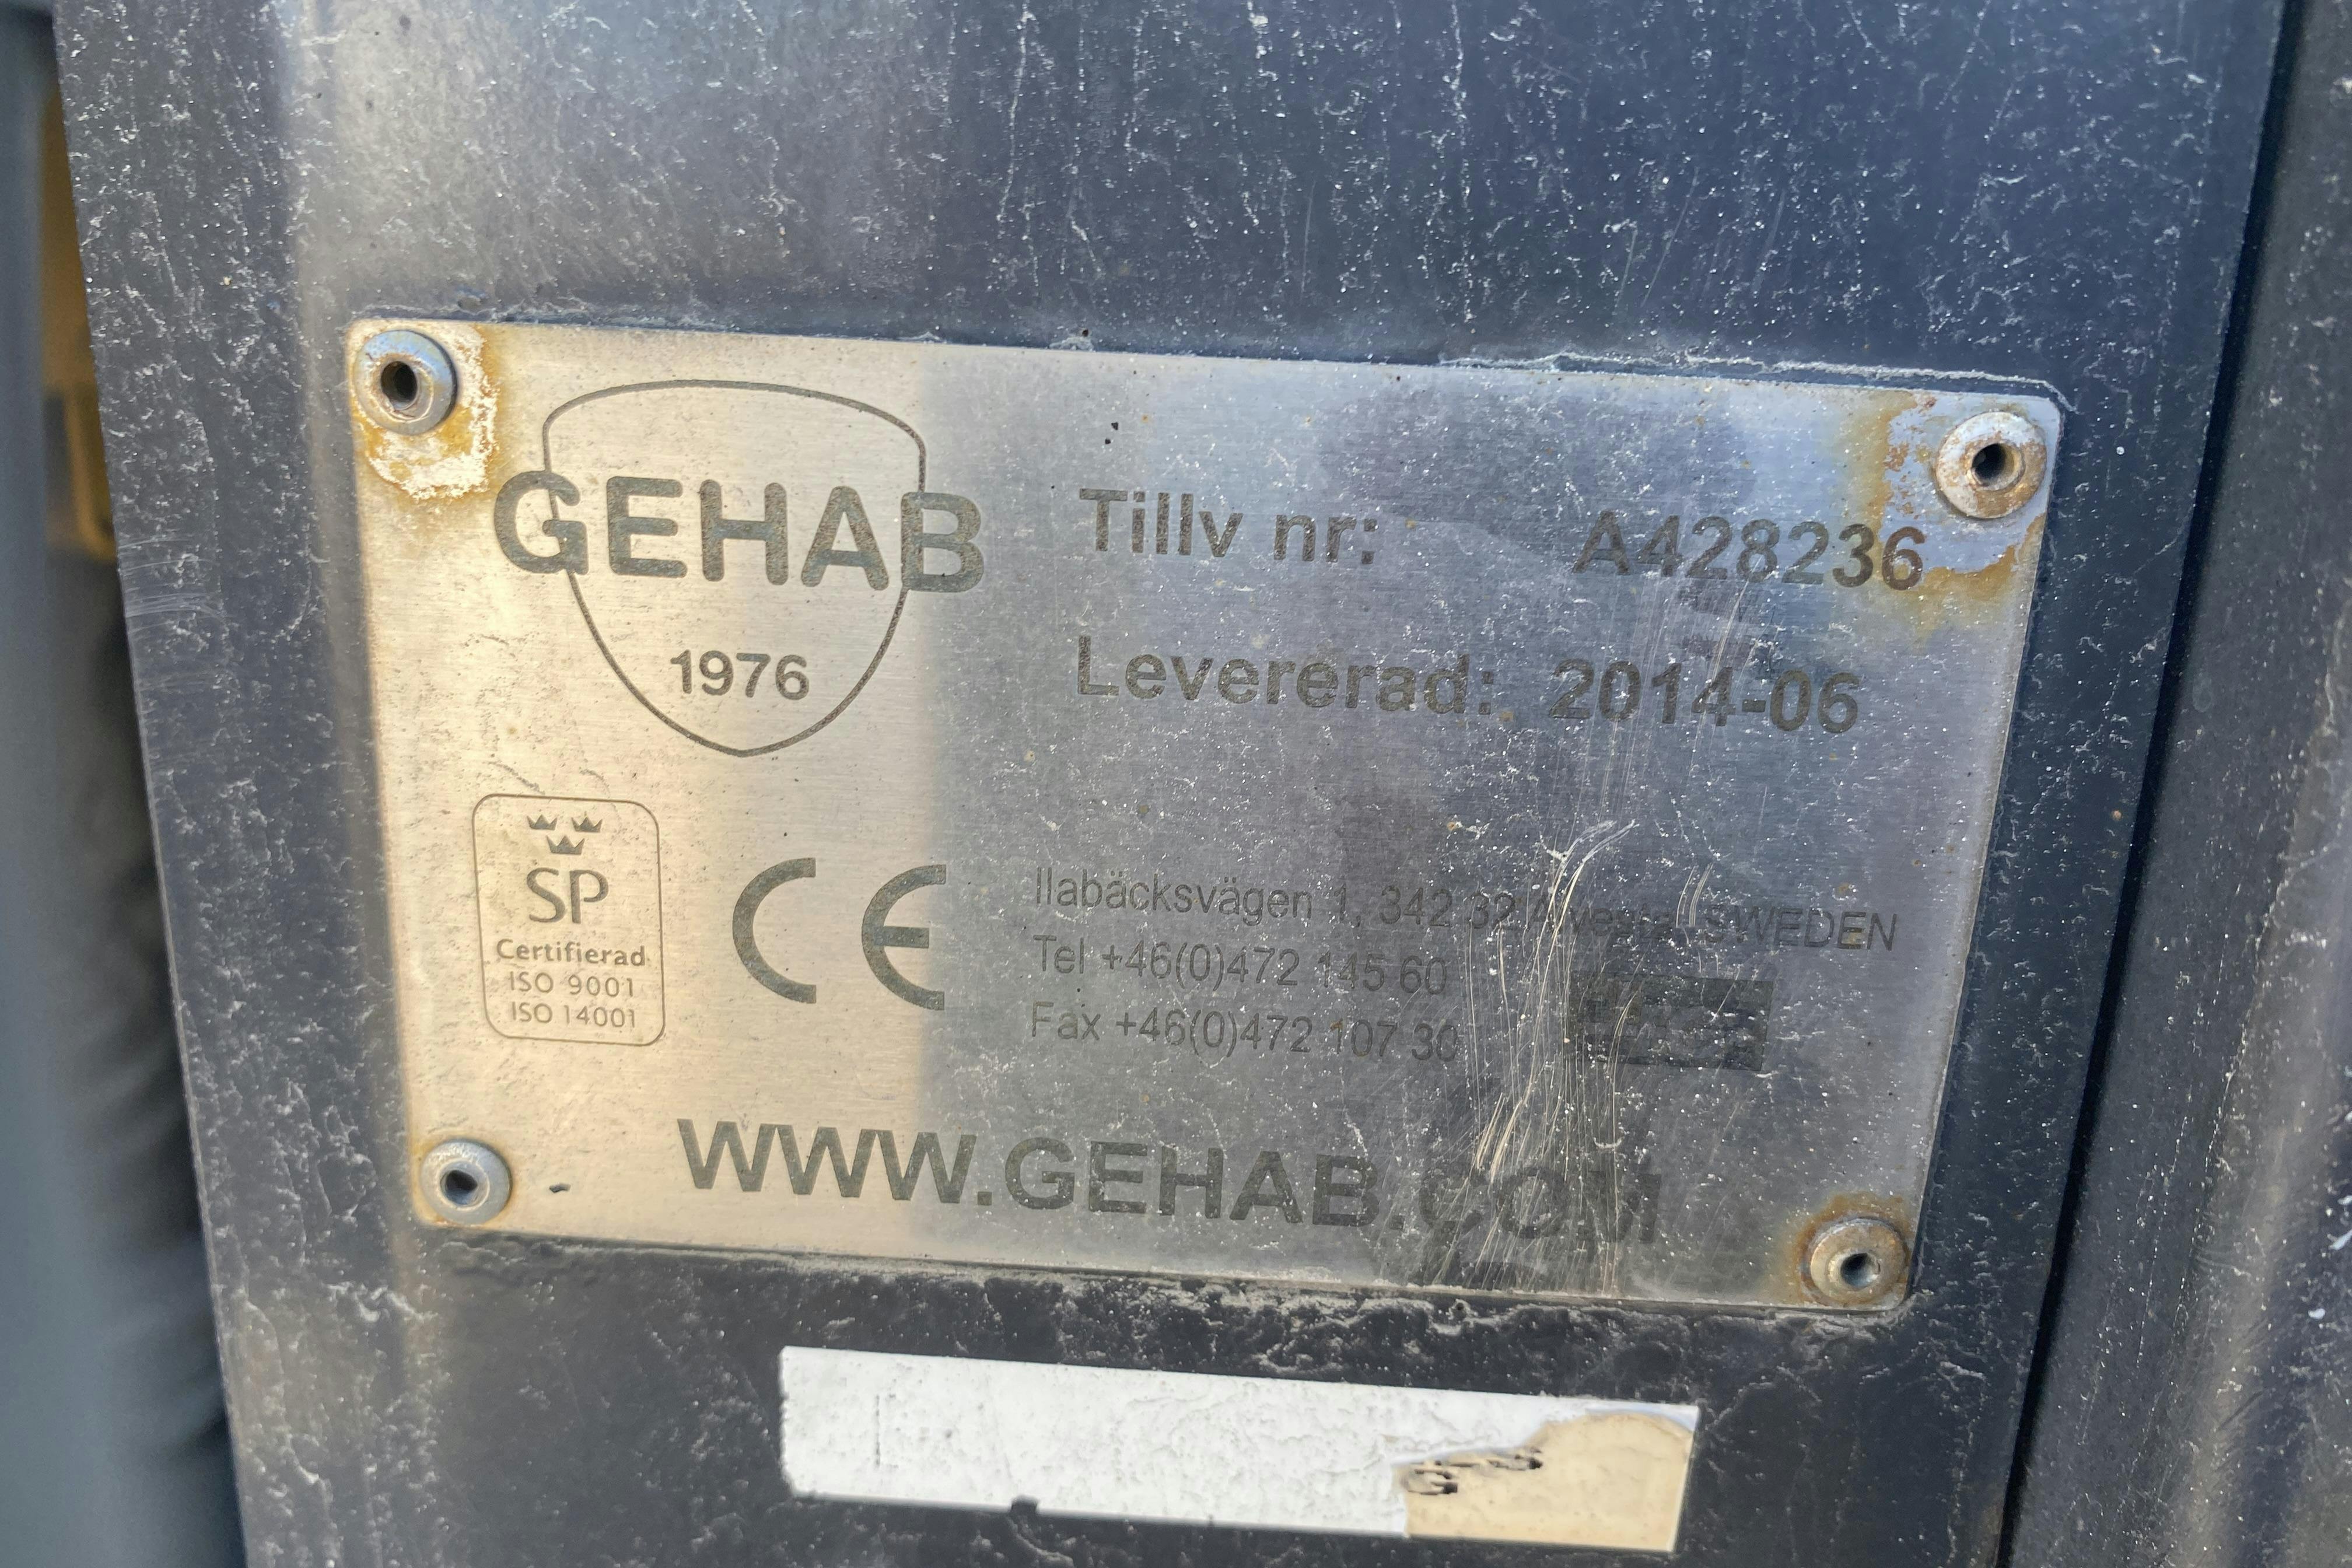 GEHAB
1976
Tillv nr: A428236
Levererad: 2014-06
SP
Certifierad
ISO 9001
ISO 14001
CE
Ilabäcksvägen 1, 342 32 Alvesta, SWEDEN
Tel +46(0)472 145 60
Fax +46(0)472 107 30
WWW.GEHAB.COM